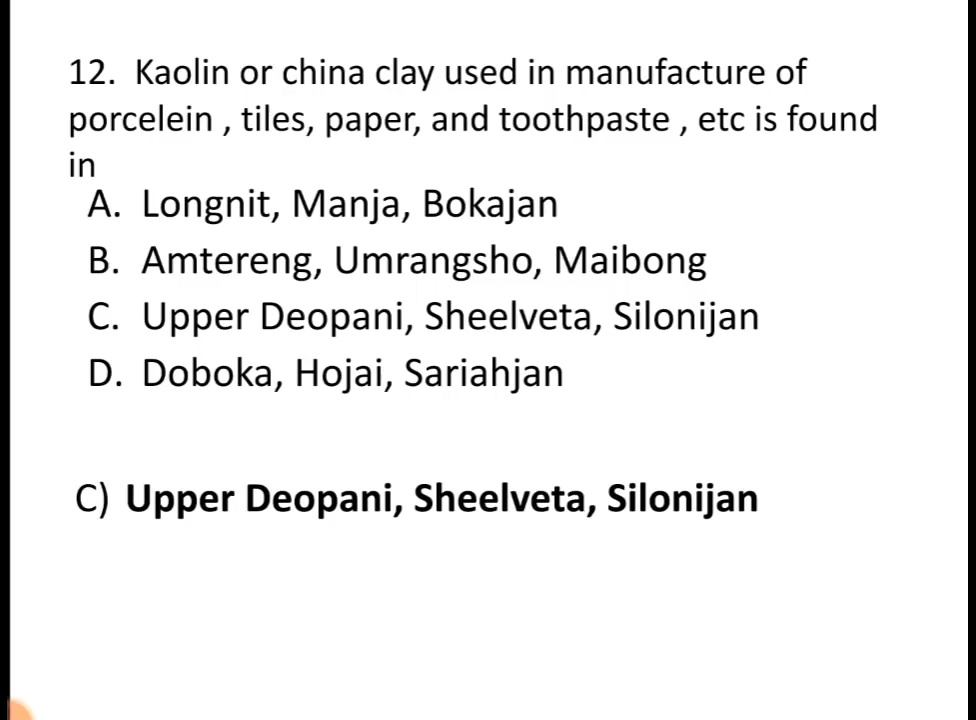 12. Kaolin or china clay used in manufacture of
porcelein , tiles, paper, and toothpaste , etc is found
in
A. Longnit, Manja, Bokajan
B. Amtereng, Umrangsho, Maibong
C. Upper Deopani, Sheelveta, Silonijan
D. Doboka, Hojai, Sariahjan
C) Upper Deopani, Sheelveta, Silonijan